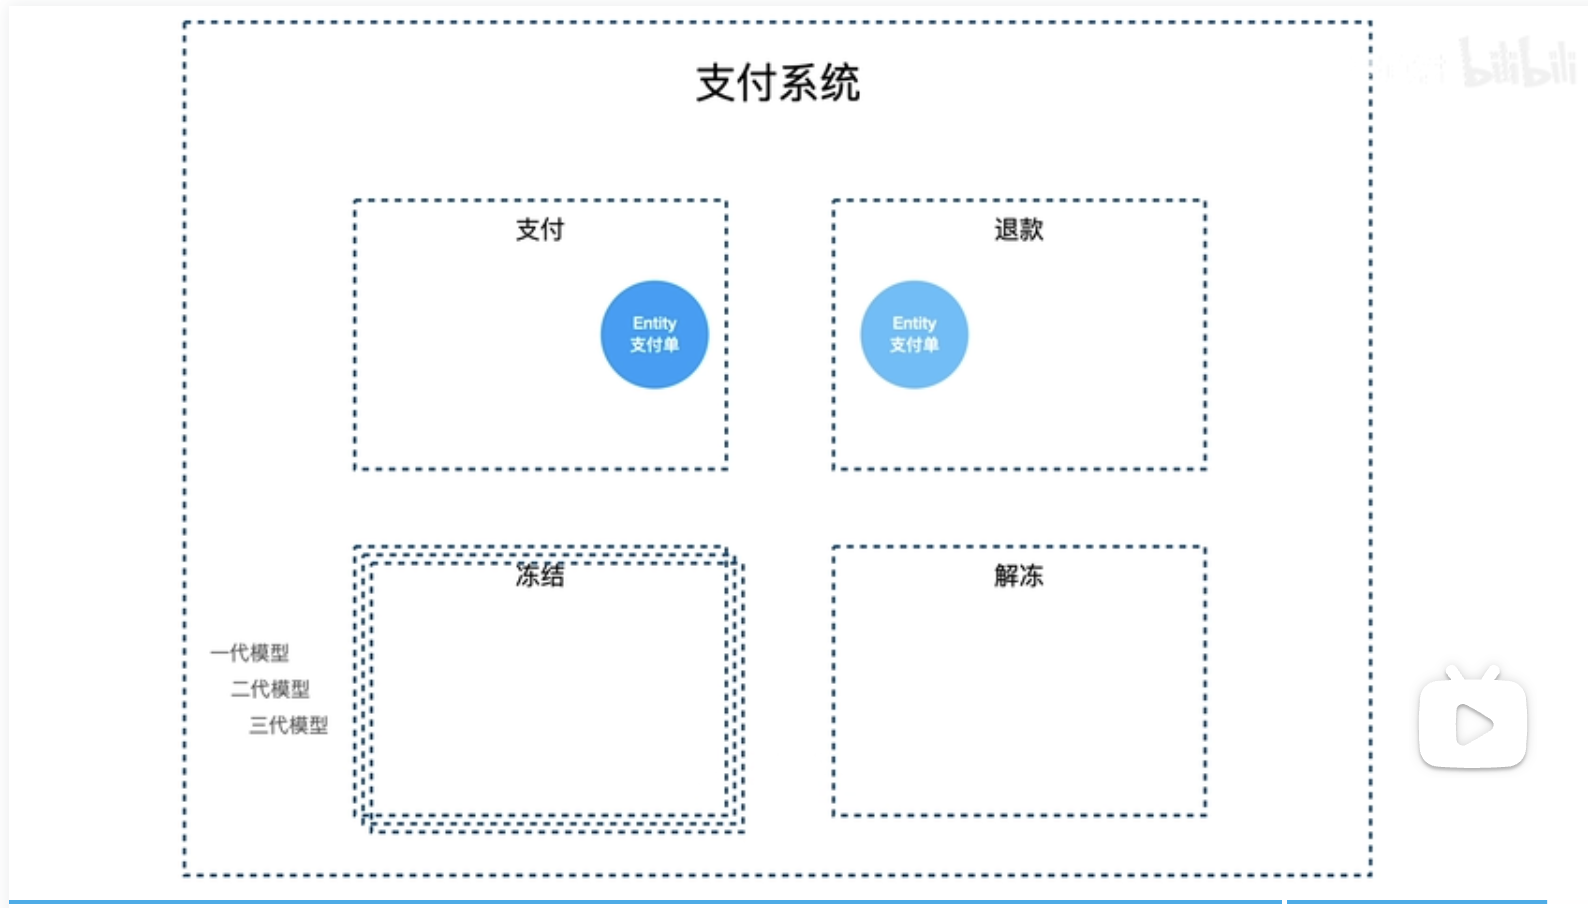 支付系统
bilibili
支付
退款
Entity
支付单
Entity
支付单
冻结
解冻
一代模型
二代模型
三代模型